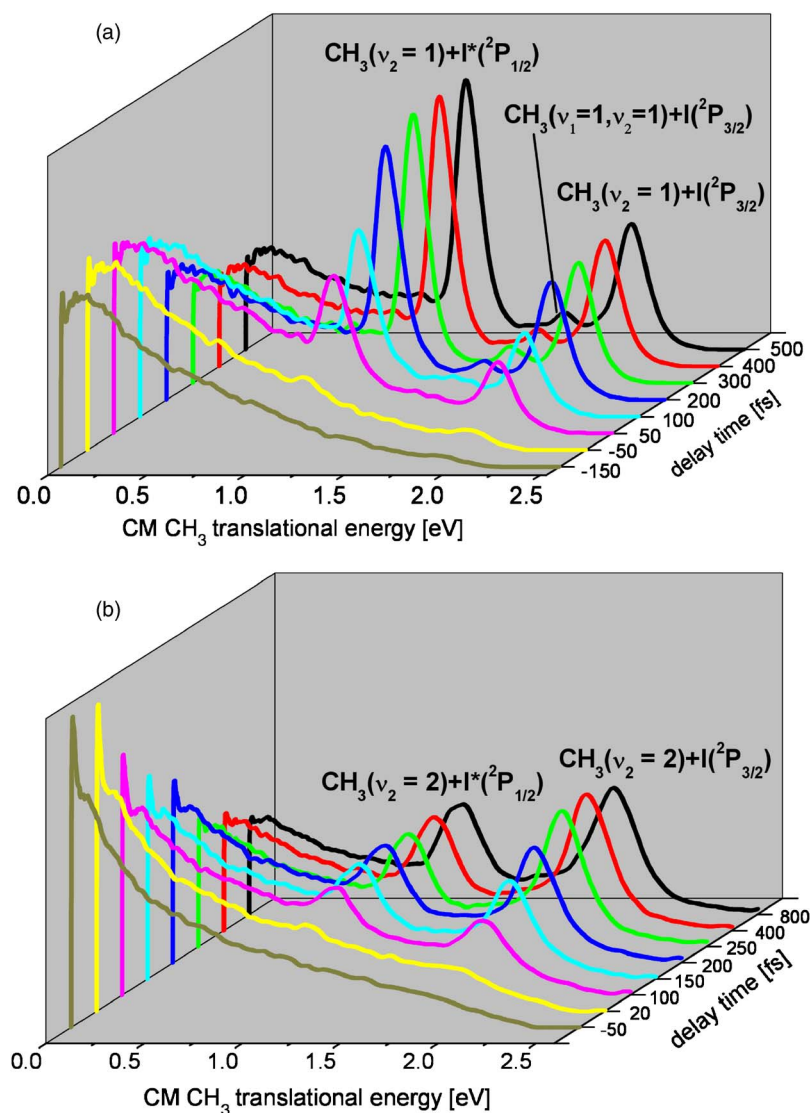 (a)
CH₃(ν₂ = 1)+I*(²P₁/₂)
CH₃(ν₁=1,ν₂=1)+I(²P₃/₂)
CH₃(ν₂ = 1)+I(²P₃/₂)
500
400
300
200
100
50
-50
-150
delay time [fs]
0.0 0.5 1.0 1.5 2.0 2.5
CM CH₃ translational energy [eV]
(b)
CH₃(ν₂ = 2)+I*(²P₁/₂)
CH₃(ν₂ = 2)+I(²P₃/₂)
800
400
250
200
150
100
20
-50
delay time [fs]
0.0 0.5 1.0 1.5 2.0 2.5
CM CH₃ translational energy [eV]